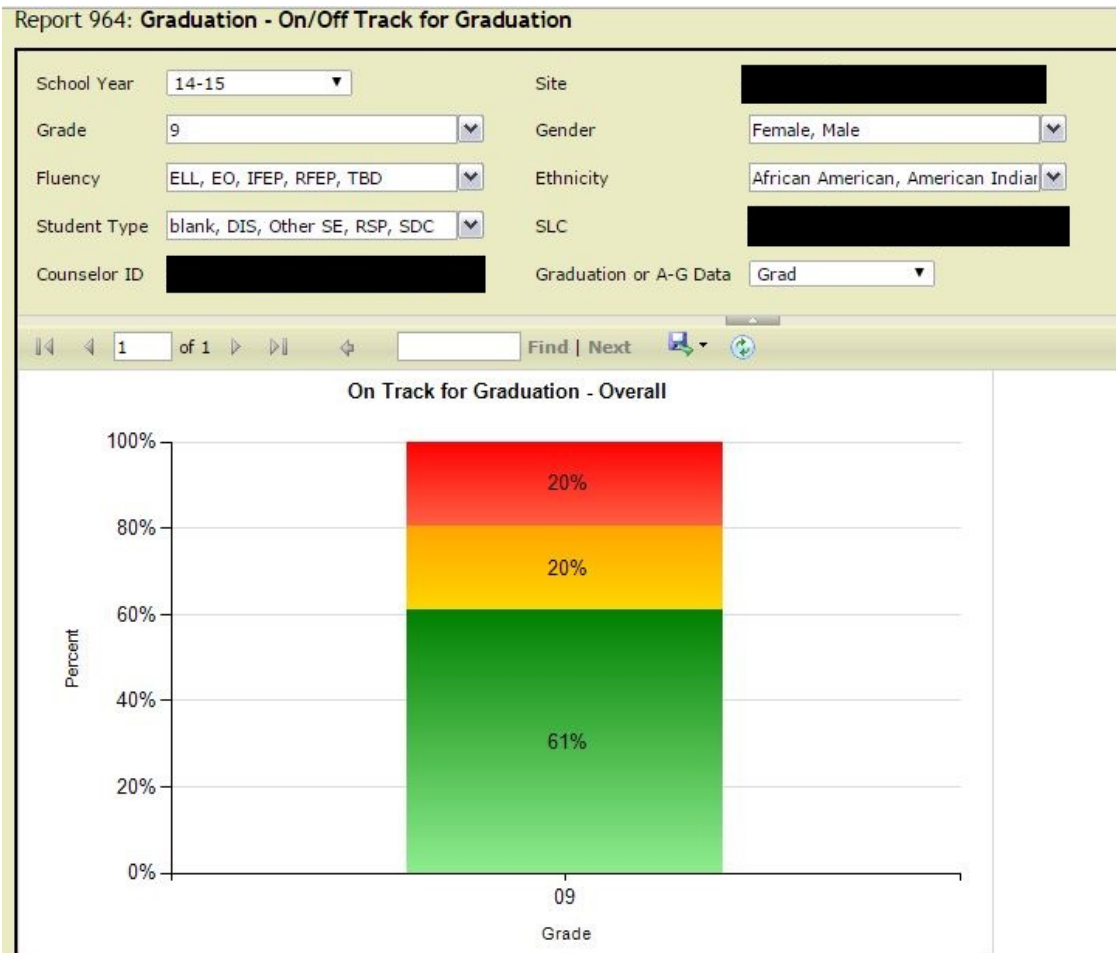 Report 964: Graduation - On/Off Track for Graduation
School Year 14-15 Site
Grade 9 Gender Female, Male
Fluency ELL, EO, IFEP, RFEP, TBD Ethnicity African American, American Indian
Student Type blank, DIS, Other SE, RSP, SDC SLC
Counselor ID Graduation or A-G Data Grad
1 of 1 Find | Next
On Track for Graduation - Overall
100%
20%
80%
20%
60%
Percent
40%
61%
20%
0%
09
Grade